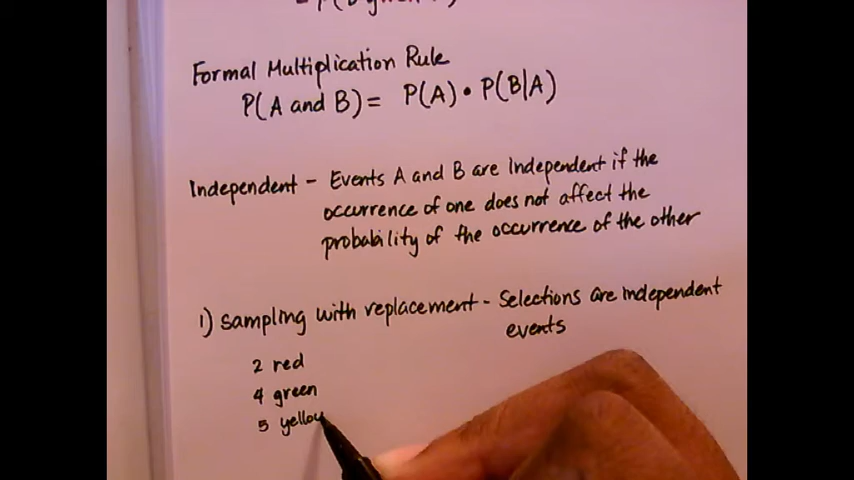 Formal Multiplication Rule
P(A and B) = P(A) • P(B|A)
Independent - Events A and B are independent if the
occurrence of one does not affect the
probability of the occurrence of the other
1) Sampling with replacement - Selections are independent
events
2 red
4 green
5 yellow